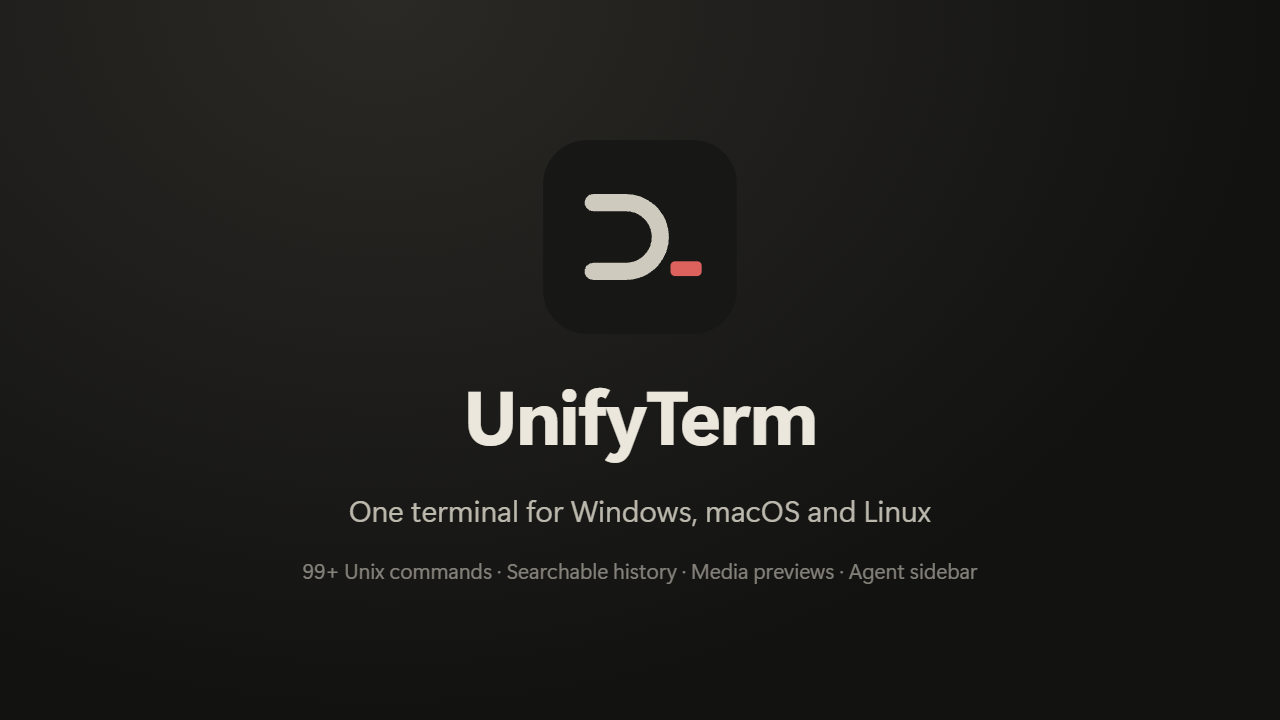 UnifyTerm
One terminal for Windows, macOS and Linux
99+ Unix commands · Searchable history · Media previews · Agent sidebar